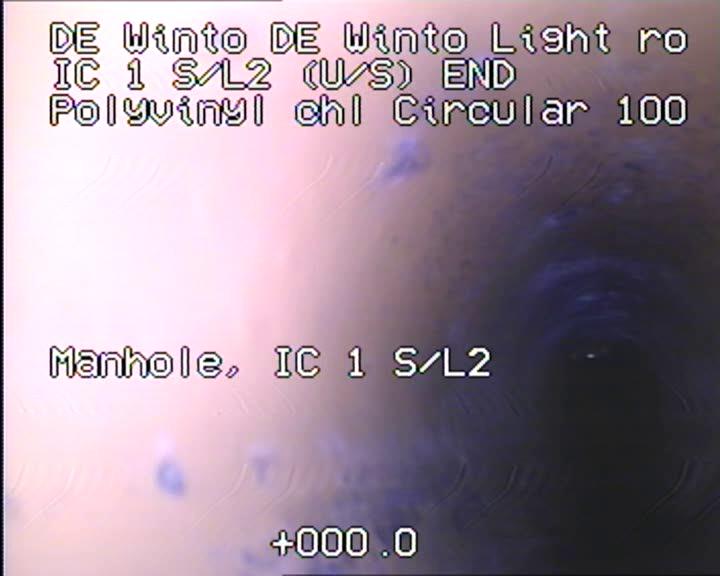 DE Winto DE Winto Light ro
IC 1 S/L2 (U/S) END
Polyvinyl chl Circular 100
Manhole, IC 1 S/L2
+000.0